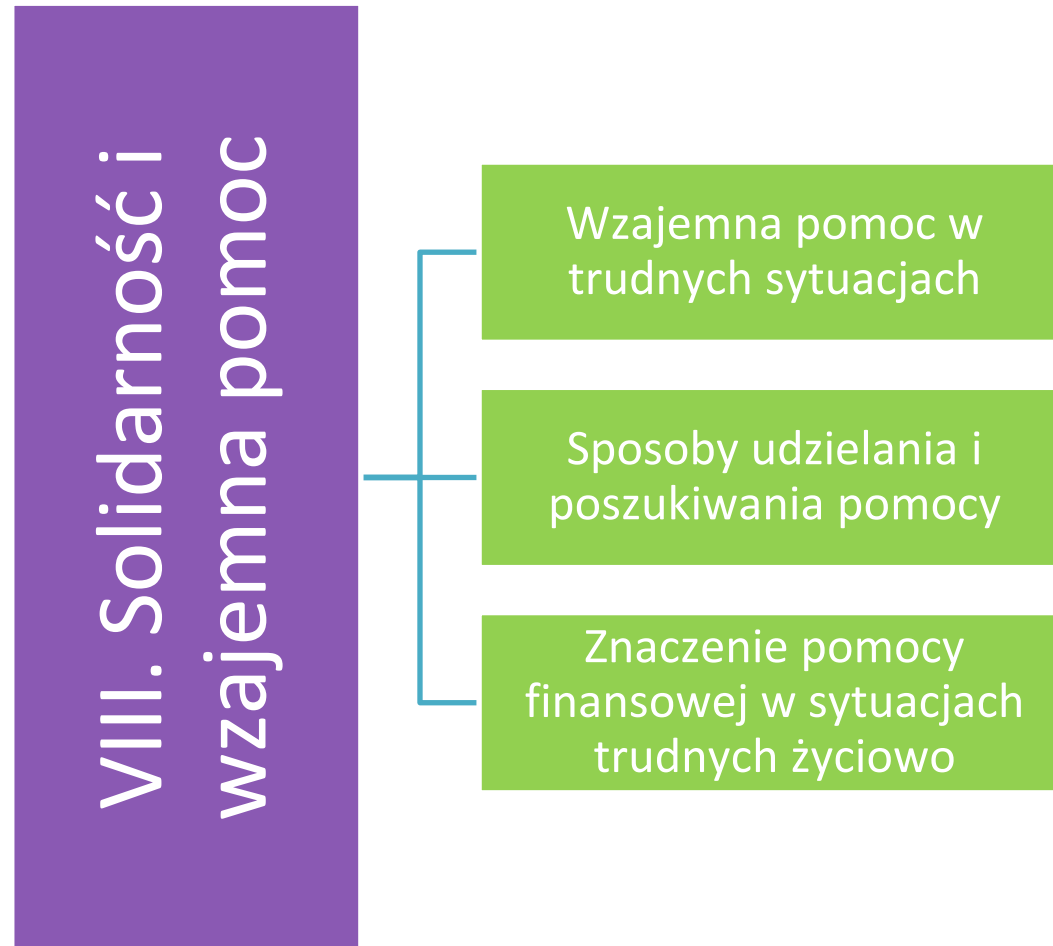 VIII. Solidarność i
wzajemna pomoc
Wzajemna pomoc w
trudnych sytuacjach
Sposoby udzielania i
poszukiwania pomocy
Znaczenie pomocy
finansowej w sytuacjach
trudnych życiowo